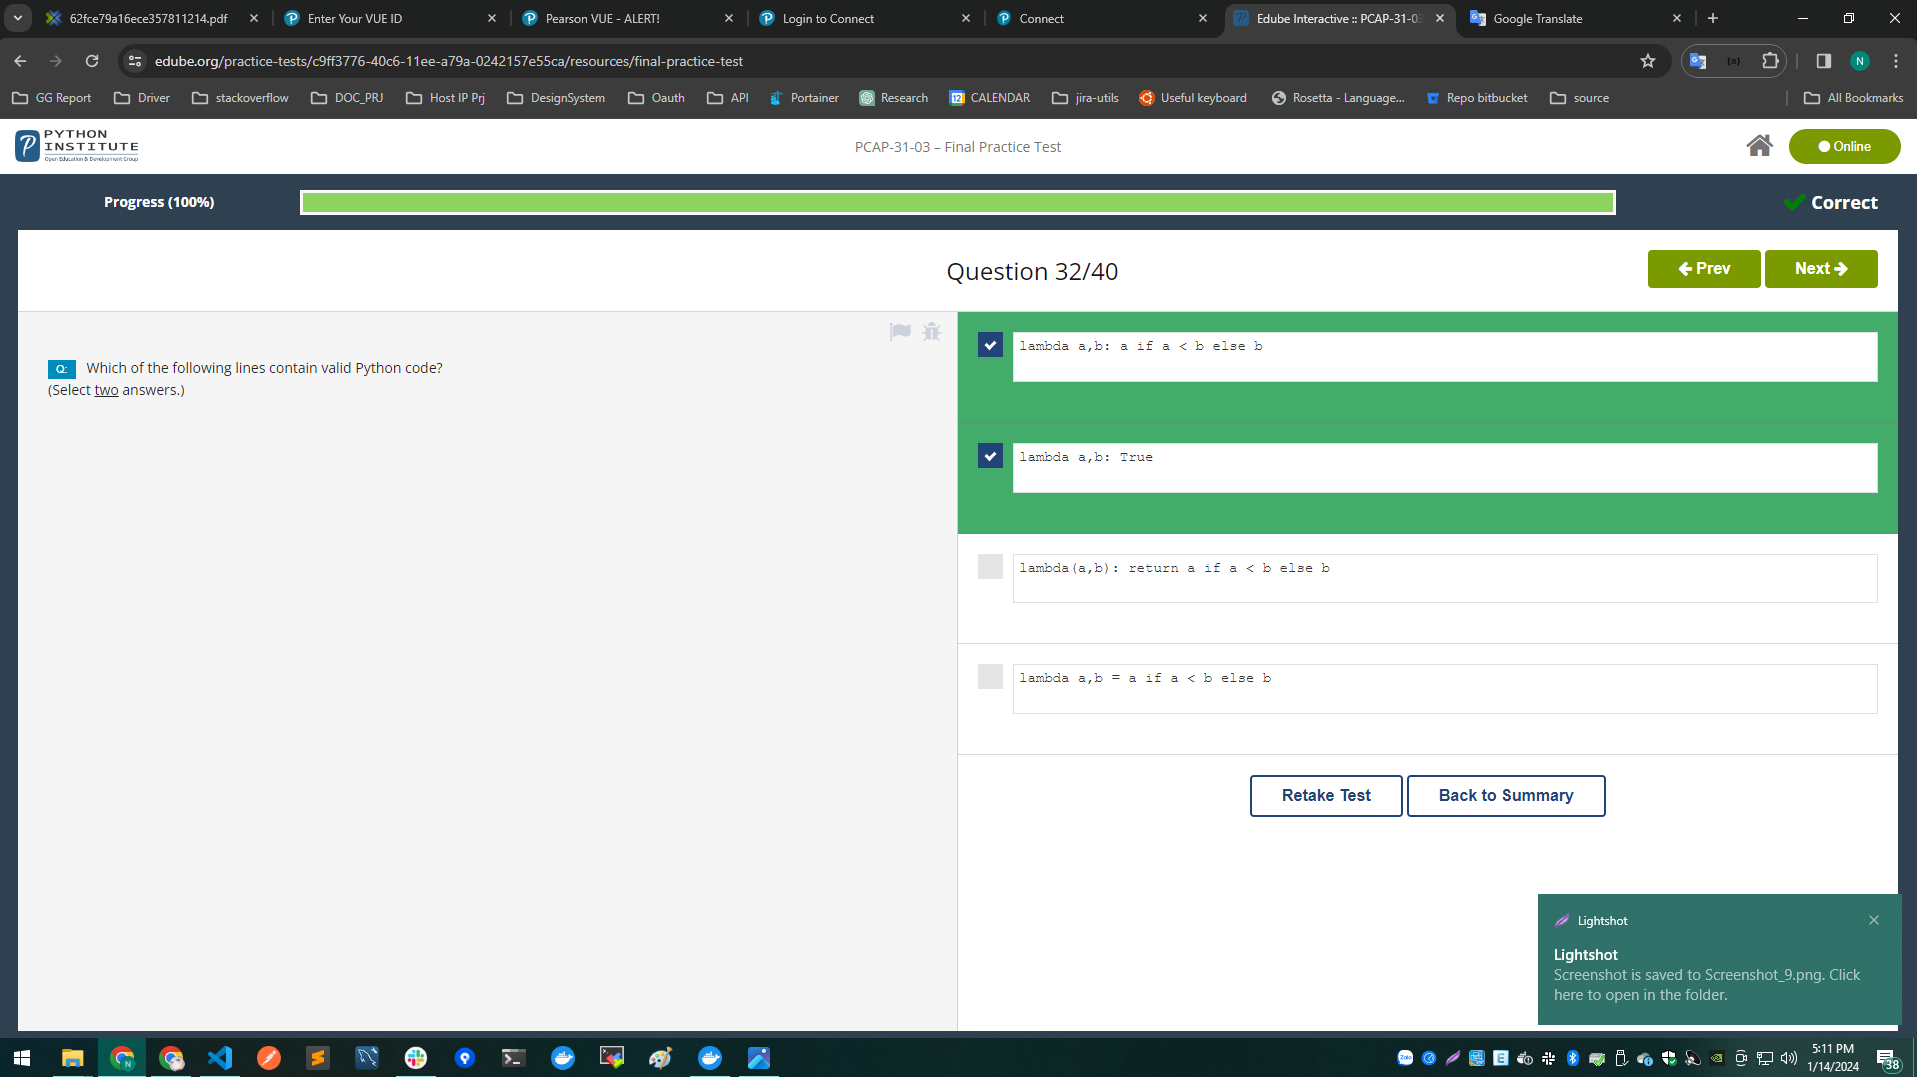 62fce79a16ece357811214.pdf
Enter Your VUE ID
Pearson VUE - ALERT!
Login to Connect
Connect
Edube Interactive :: PCAP-31-03
Google Translate
edube.org/practice-tests/c9ff3776-40c6-11ee-a79a-0242157e55ca/resources/final-practice-test
N
GG Report
Driver
stackoverflow
DOC_PRJ
Host IP Prj
DesignSystem
Oauth
API
Portainer
Research
12
CALENDAR
jira-utils
Useful keyboard
Rosetta - Language...
Repo bitbucket
source
All Bookmarks
PYTHON
INSTITUTE
Open Education & Development Group
PCAP-31-03 – Final Practice Test
Online
Progress (100%)
Correct
Question 32/40
Prev
Next
Q: Which of the following lines contain valid Python code?
(Select two answers.)
lambda a,b: a if a < b else b
lambda a,b: True
lambda(a,b): return a if a < b else b
lambda a,b = a if a < b else b
Retake Test
Back to Summary
Lightshot
Lightshot
Screenshot is saved to Screenshot_9.png. Click
here to open in the folder.
5:11 PM
1/14/2024
38